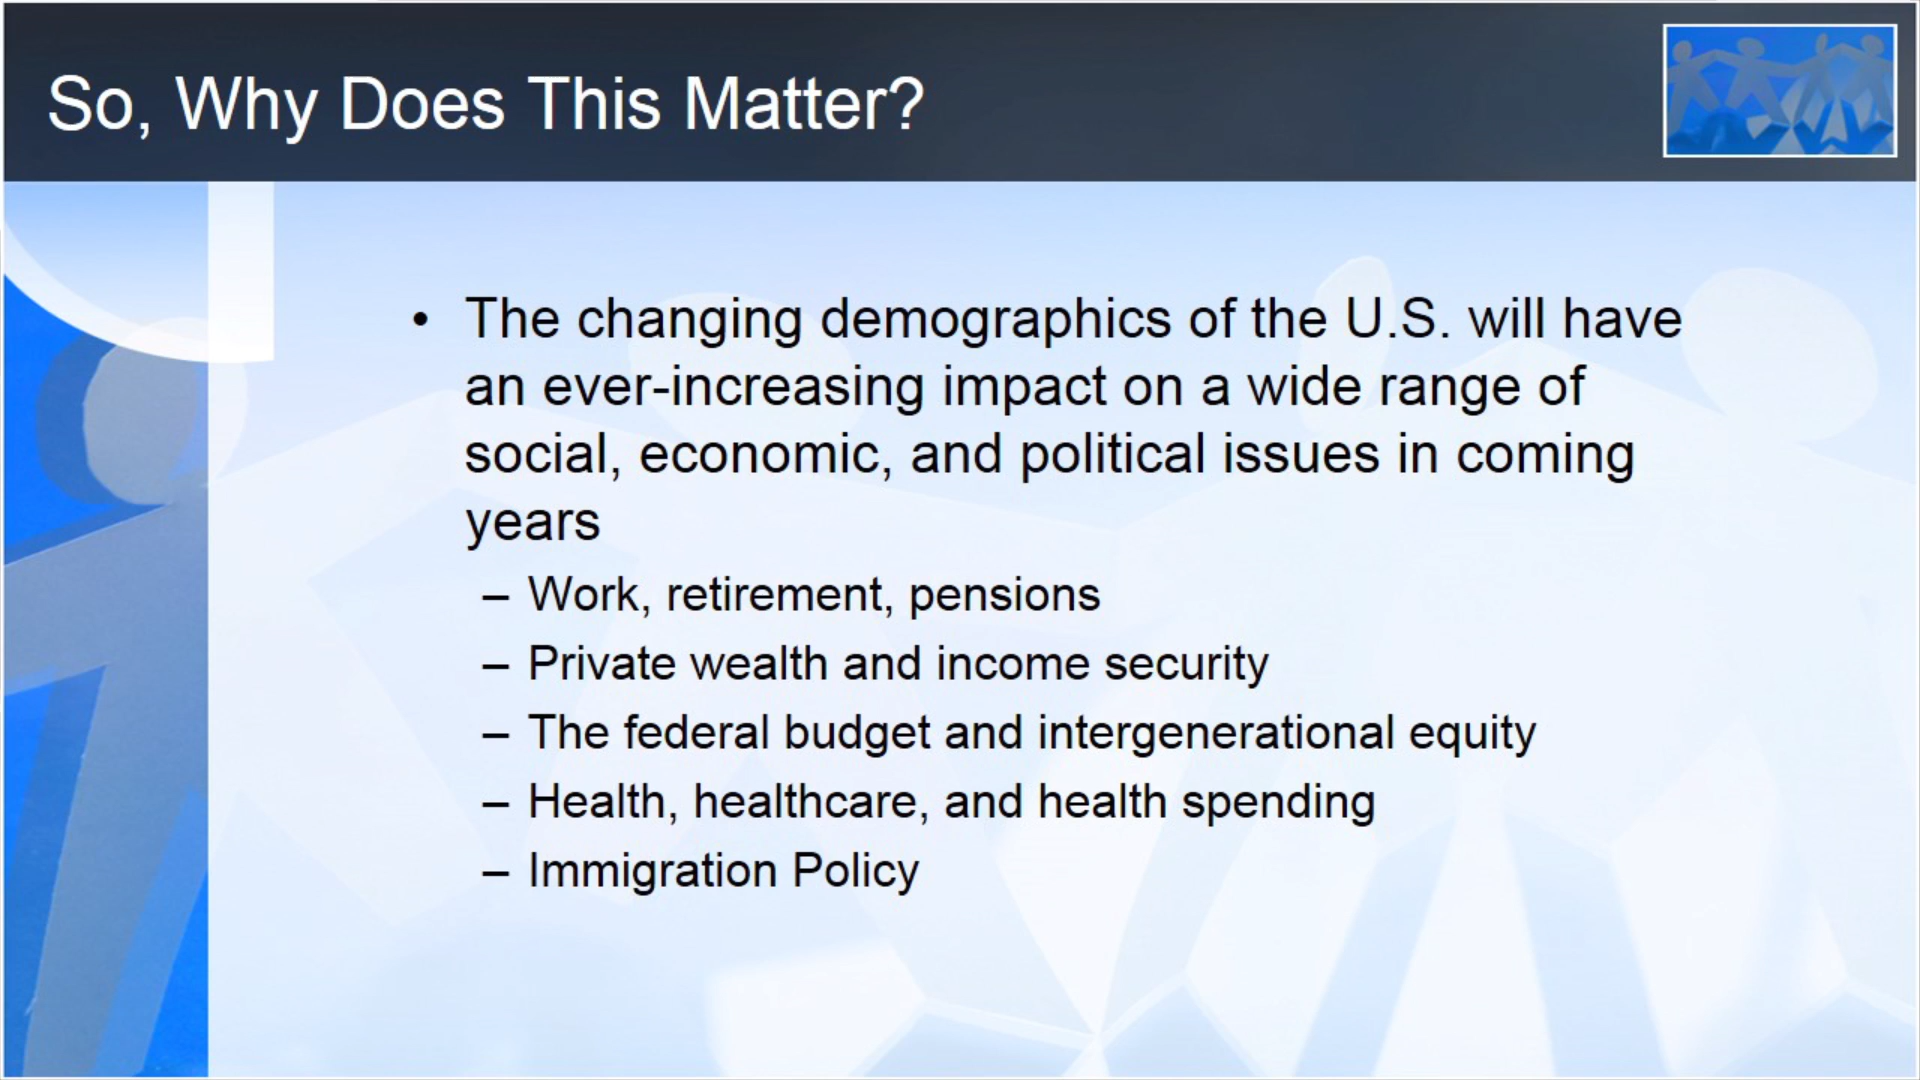 So, Why Does This Matter?
• The changing demographics of the U.S. will have
an ever-increasing impact on a wide range of
social, economic, and political issues in coming
years
– Work, retirement, pensions
– Private wealth and income security
– The federal budget and intergenerational equity
– Health, healthcare, and health spending
– Immigration Policy